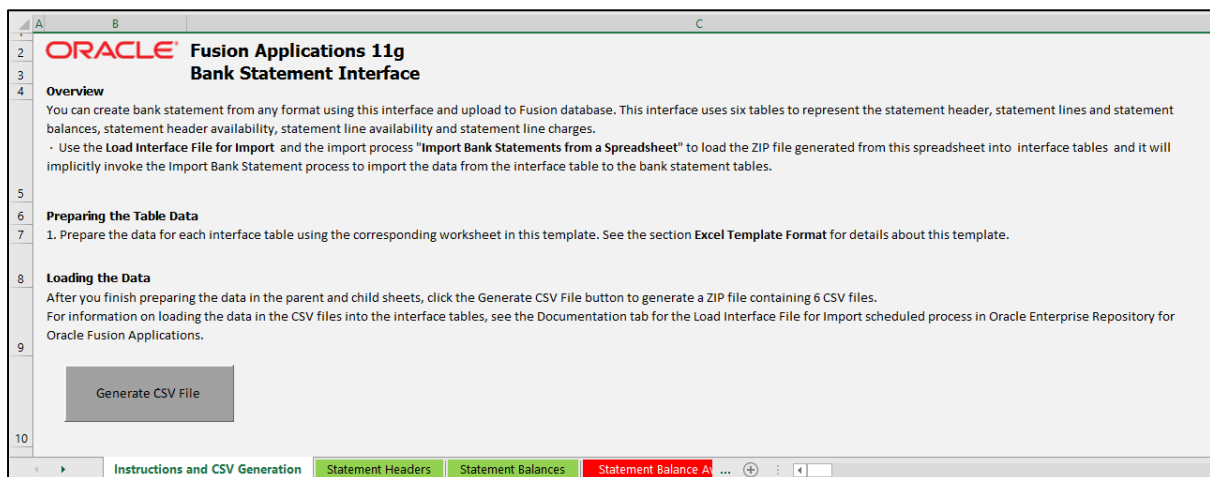 A B C
2 ORACLE Fusion Applications 11g
3 Bank Statement Interface
4 Overview
You can create bank statement from any format using this interface and upload to Fusion database. This interface uses six tables to represent the statement header, statement lines and statement
balances, statement header availability, statement line availability and statement line charges.
· Use the Load Interface File for Import and the import process "Import Bank Statements from a Spreadsheet" to load the ZIP file generated from this spreadsheet into interface tables and it will
implicitly invoke the Import Bank Statement process to import the data from the interface table to the bank statement tables.
5
6 Preparing the Table Data
7 1. Prepare the data for each interface table using the corresponding worksheet in this template. See the section Excel Template Format for details about this template.
8 Loading the Data
After you finish preparing the data in the parent and child sheets, click the Generate CSV File button to generate a ZIP file containing 6 CSV files.
For information on loading the data in the CSV files into the interface tables, see the Documentation tab for the Load Interface File for Import scheduled process in Oracle Enterprise Repository for
Oracle Fusion Applications.
9
Generate CSV File
10
Instructions and CSV Generation Statement Headers Statement Balances Statement Balance Av ...